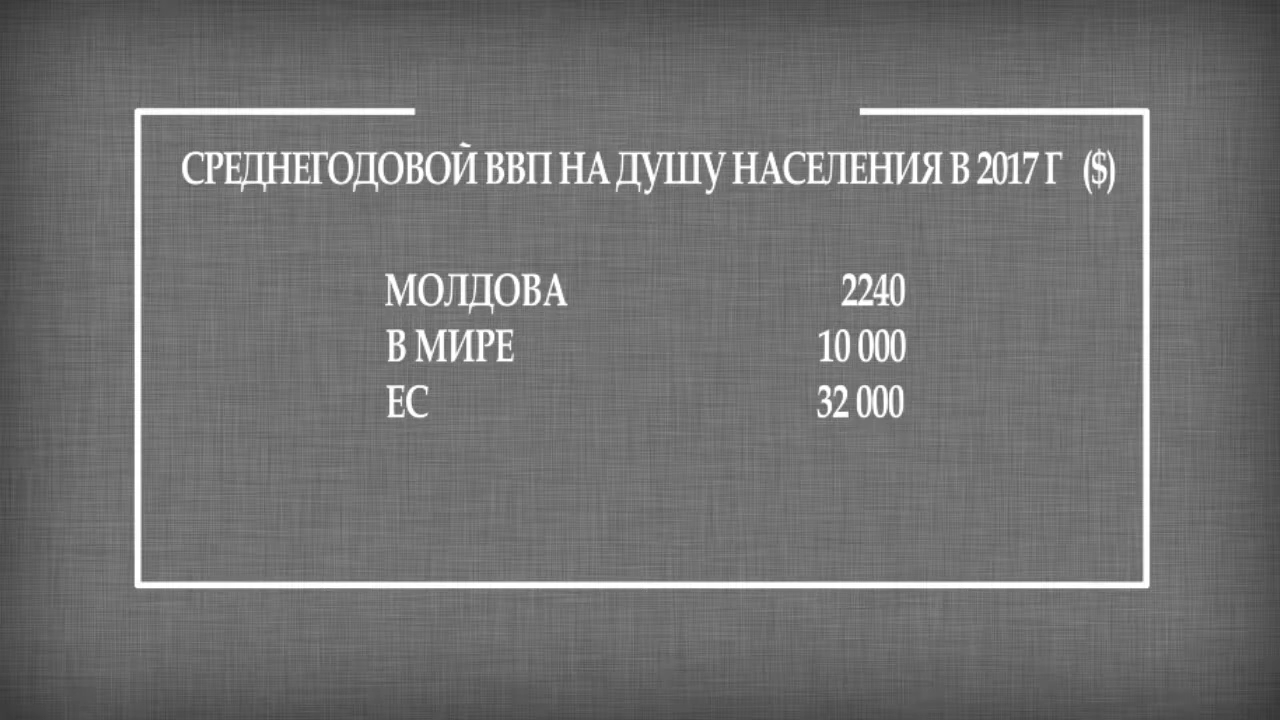 СРЕДНЕГОДОВОЙ ВВП НА ДУШУ НАСЕЛЕНИЯ В 2017 Г ($)
МОЛДОВА 2240
В МИРЕ 10 000
ЕС 32 000